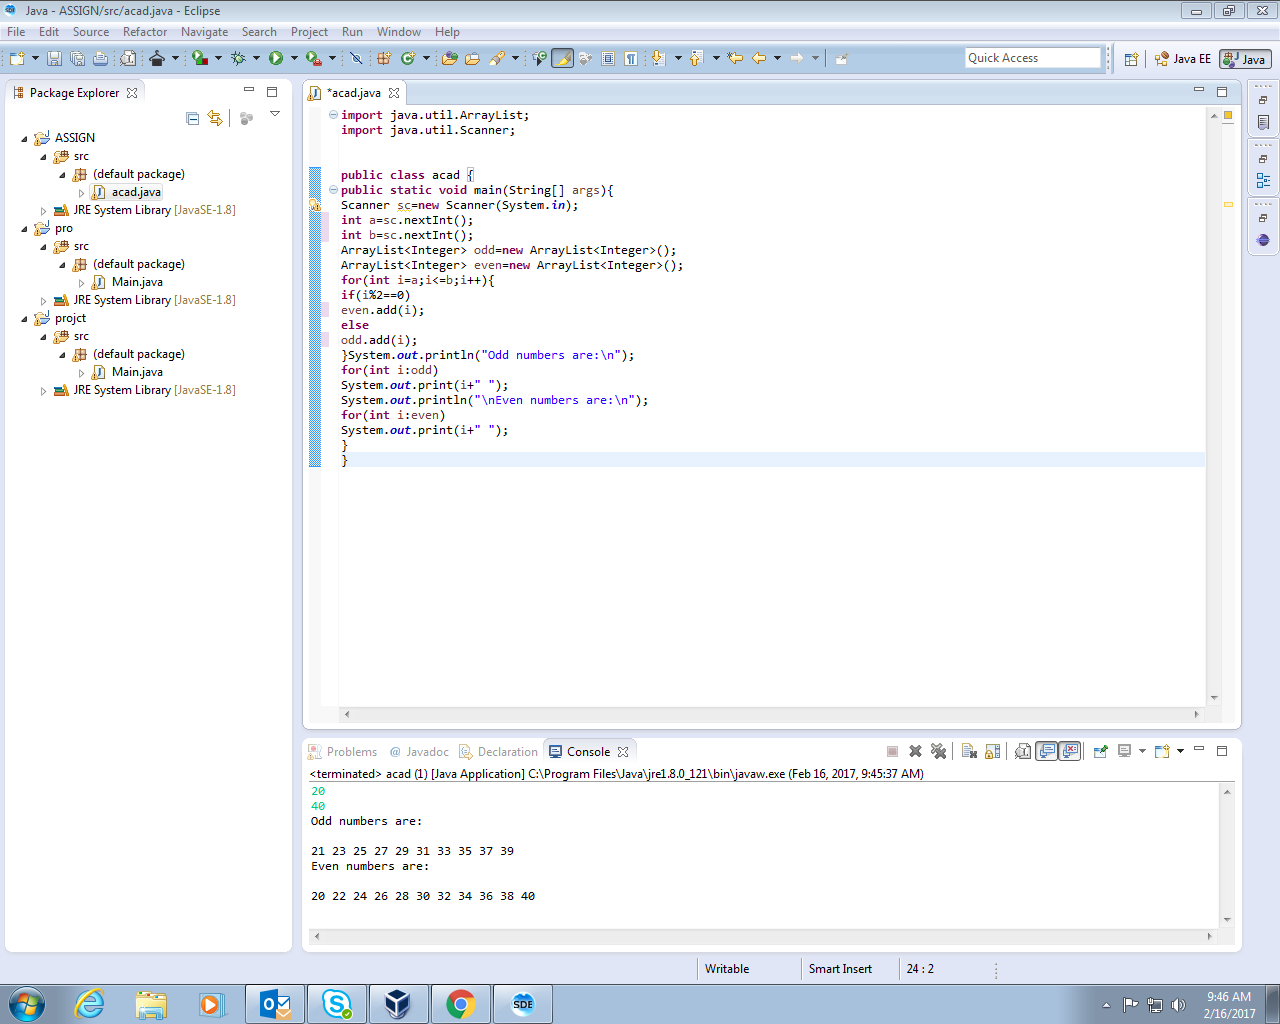 Java - ASSIGN/src/acad.java - Eclipse
File Edit Source Refactor Navigate Search Project Run Window Help
Quick Access
Java EE
Java
Package Explorer
ASSIGN
src
(default package)
acad.java
JRE System Library [JavaSE-1.8]
pro
src
(default package)
Main.java
JRE System Library [JavaSE-1.8]
projct
src
(default package)
Main.java
JRE System Library [JavaSE-1.8]
*acad.java
import java.util.ArrayList;
import java.util.Scanner;
public class acad {
public static void main(String[] args){
Scanner sc=new Scanner(System.in);
int a=sc.nextInt();
int b=sc.nextInt();
ArrayList<Integer> odd=new ArrayList<Integer>();
ArrayList<Integer> even=new ArrayList<Integer>();
for(int i=a;i<=b;i++){
if(i%2==0)
even.add(i);
else
odd.add(i);
}System.out.println("Odd numbers are:\n");
for(int i:odd)
System.out.print(i+" ");
System.out.println("\nEven numbers are:\n");
for(int i:even)
System.out.print(i+" ");
}
}
Problems @ Javadoc Declaration Console
<terminated> acad (1) [Java Application] C:\Program Files\Java\jre1.8.0_121\bin\javaw.exe (Feb 16, 2017, 9:45:37 AM)
20
40
Odd numbers are:
21 23 25 27 29 31 33 35 37 39
Even numbers are:
20 22 24 26 28 30 32 34 36 38 40
Writable Smart Insert 24 : 2
SDE
9:46 AM
2/16/2017